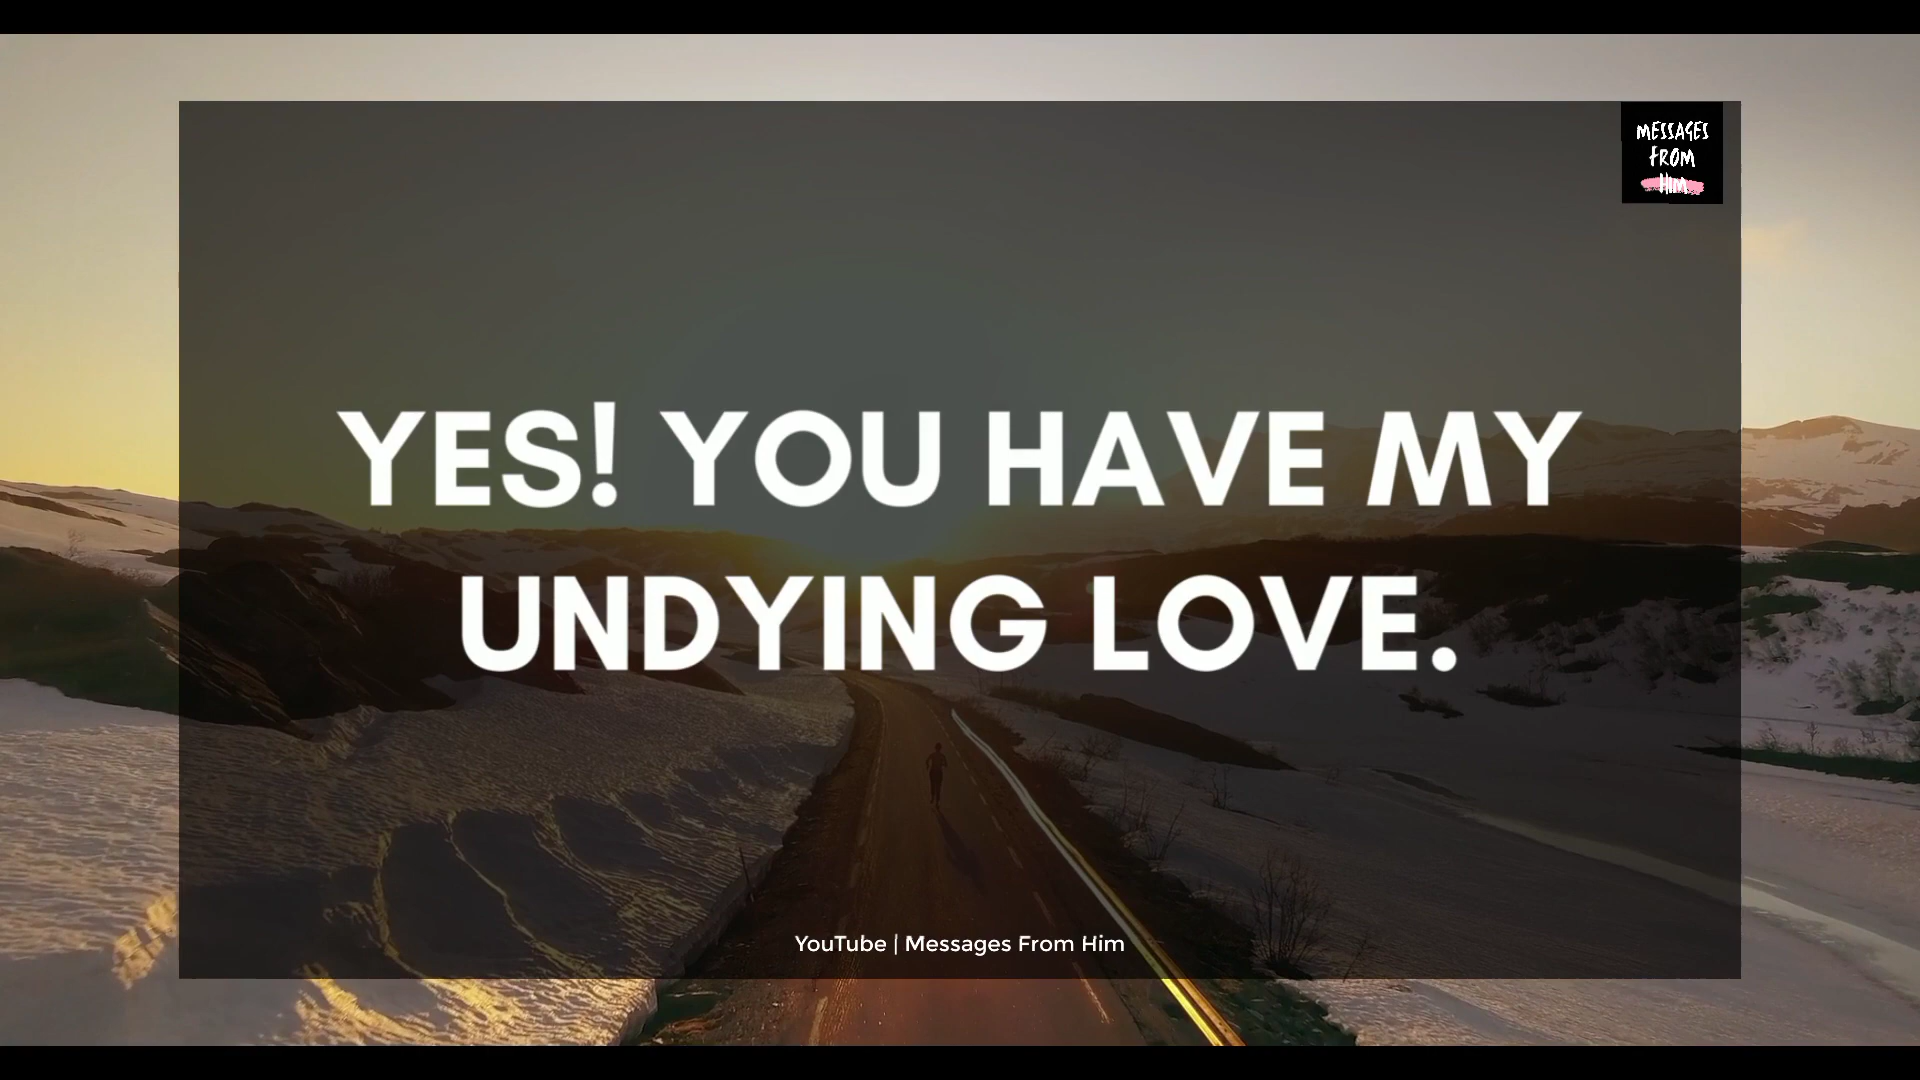 MESSAGES
FROM
HIM
YES! YOU HAVE MY
UNDYING LOVE.
YouTube | Messages From Him